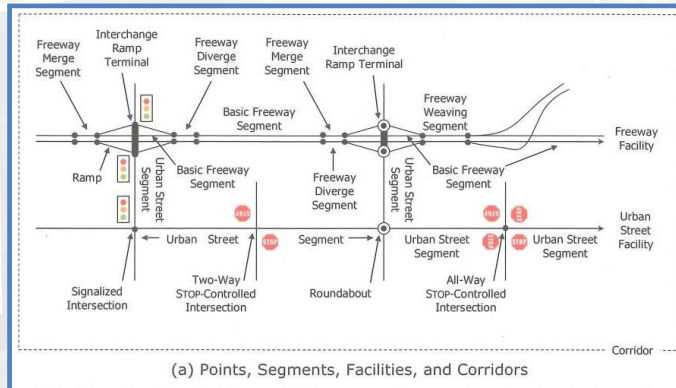 Freeway
Merge
Segment
Interchange
Ramp
Terminal
Freeway
Diverge
Segment
Freeway
Merge
Segment
Interchange
Ramp Terminal
Basic Freeway
Segment
Freeway
Weaving
Segment
Freeway
Facility
Ramp
Basic Freeway
Segment
Urban Street
Segment
Freeway
Diverge
Segment
Urban Street
Segment
Basic Freeway
Segment
STOP
STOP
STOP
STOP
STOP
STOP
Urban Street
Facility
Urban Street Segment
Urban Street
Segment
Urban Street
Segment
Signalized
Intersection
Two-Way
STOP-Controlled
Intersection
Roundabout
All-Way
STOP-Controlled
Intersection
Corridor
(a) Points, Segments, Facilities, and Corridors